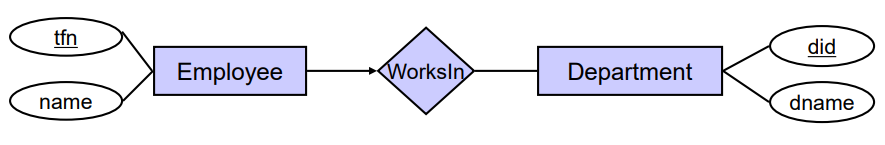 tfn
name
Employee
WorksIn
Department
did
dname